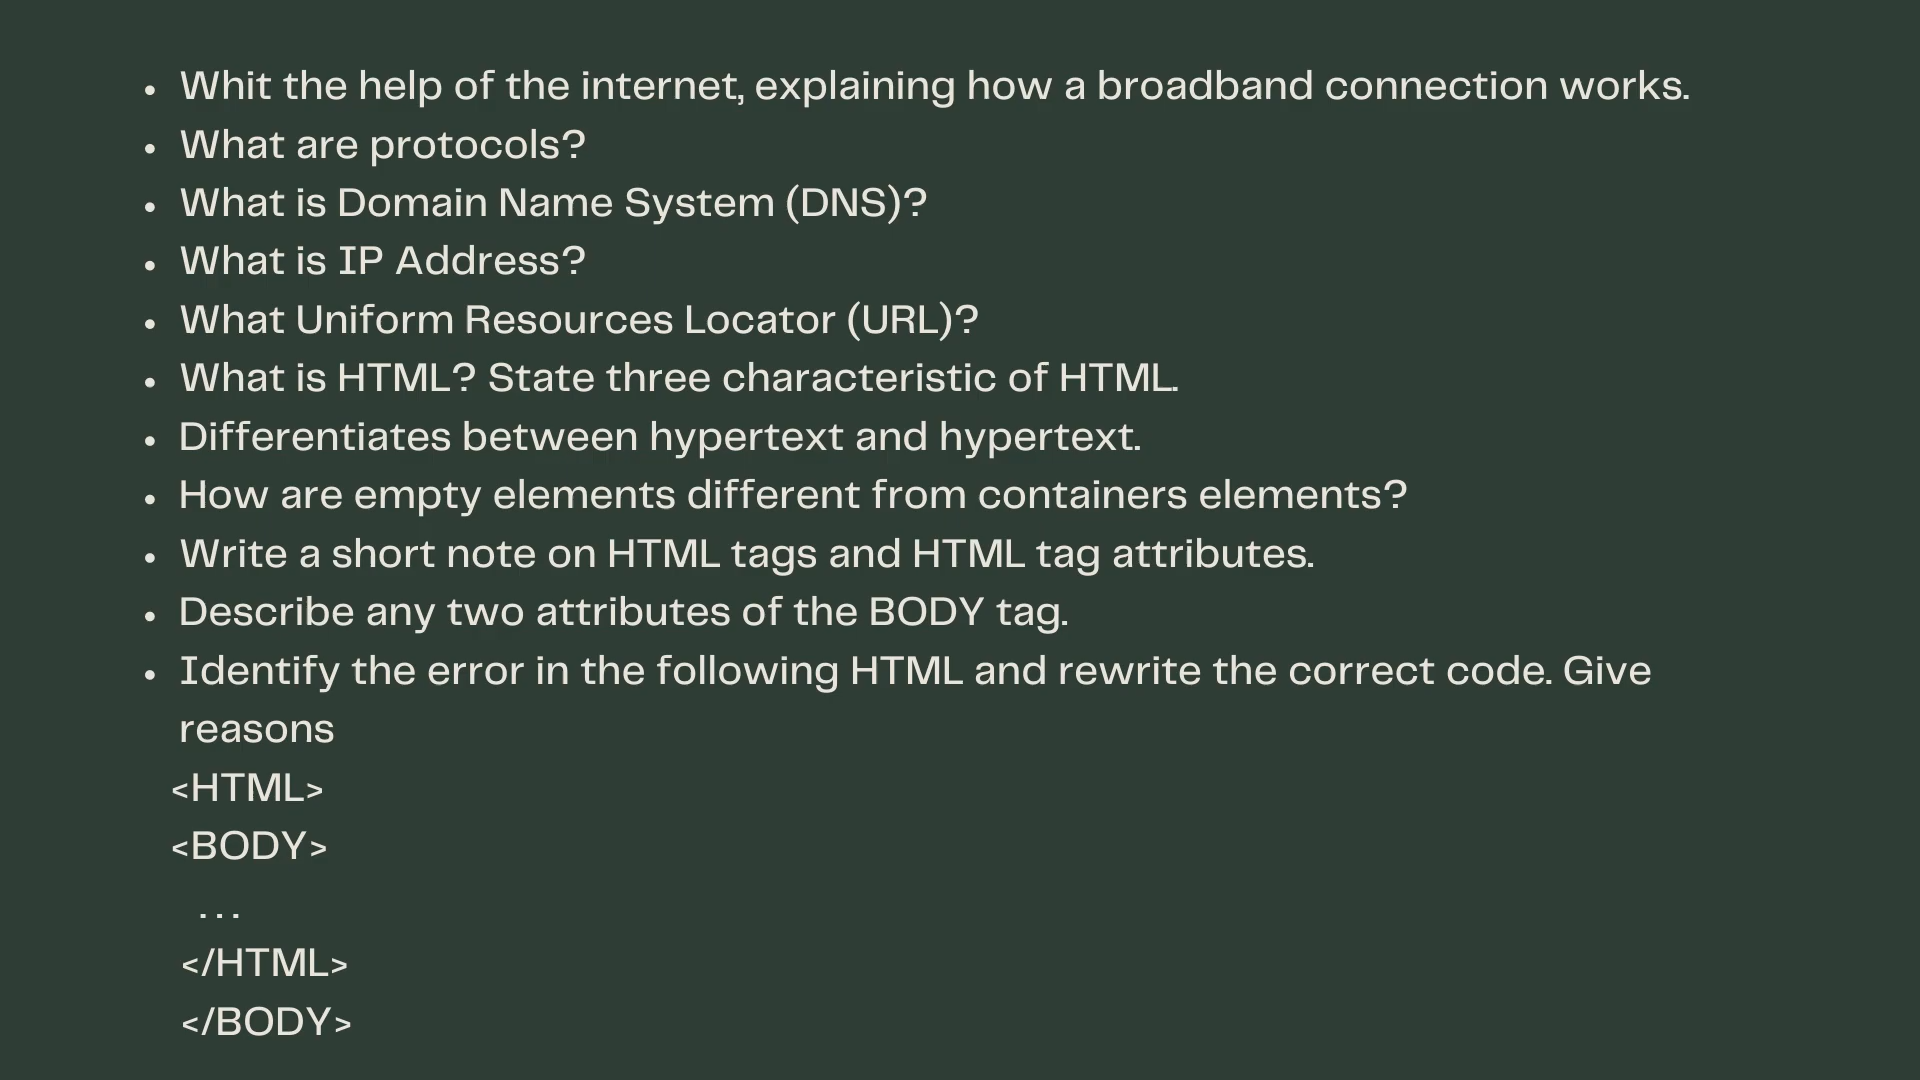 • Whit the help of the internet, explaining how a broadband connection works.
• What are protocols?
• What is Domain Name System (DNS)?
• What is IP Address?
• What Uniform Resources Locator (URL)?
• What is HTML? State three characteristic of HTML.
• Differentiates between hypertext and hypertext.
• How are empty elements different from containers elements?
• Write a short note on HTML tags and HTML tag attributes.
• Describe any two attributes of the BODY tag.
• Identify the error in the following HTML and rewrite the correct code. Give
reasons
<HTML>
<BODY>
...
</HTML>
</BODY>